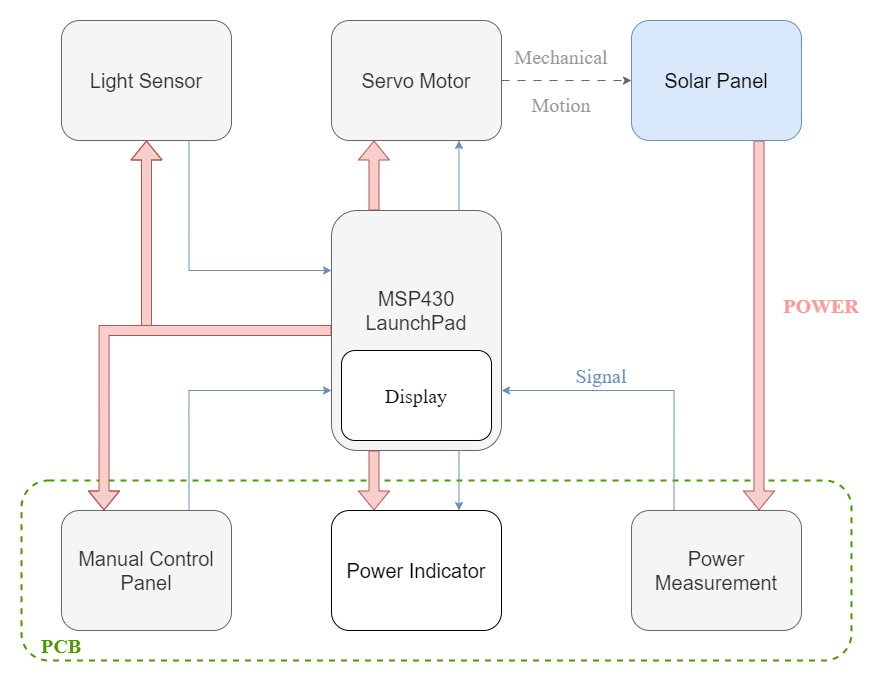 Light Sensor
Servo Motor
Mechanical
Motion
Solar Panel
MSP430
LaunchPad
POWER
Display
Signal
Manual Control
Panel
Power Indicator
Power
Measurement
PCB